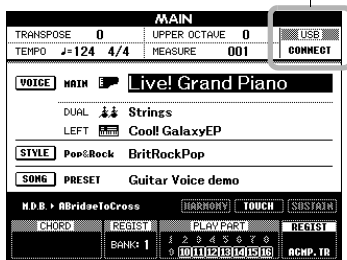 MAIN
TRANSPOSE 0 UPPER OCTAVE 0 USB
TEMPO ♩=124 4/4 MEASURE 001 CONNECT
VOICE MAIN Live! Grand Piano
DUAL Strings
LEFT Cool! GalaxyEP
STYLE Pop&Rock BritRockPop
SONG PRESET Guitar Voice demo
M.D.B. ▸ ABridgeToCross HARMONY TOUCH SUSTAIN
CHORD REGIST PLAY PART REGIST
BANK: 1 1 2 3 4 5 6 7 8
9 10 11 12 13 14 15 16 ACMP.TR